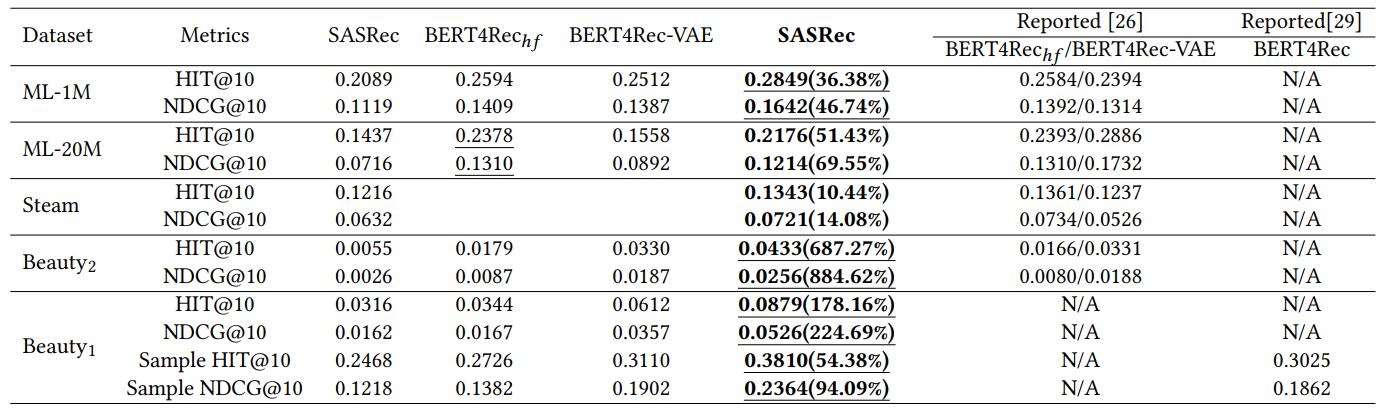 Dataset Metrics SASRec BERT4Rec_hf BERT4Rec-VAE SASRec Reported [26] Reported[29]
BERT4Rec_hf/BERT4Rec-VAE BERT4Rec
ML-1M HIT@10 0.2089 0.2594 0.2512 0.2849(36.38%) 0.2584/0.2394 N/A
NDCG@10 0.1119 0.1409 0.1387 0.1642(46.74%) 0.1392/0.1314 N/A
ML-20M HIT@10 0.1437 0.2378 0.1558 0.2176(51.43%) 0.2393/0.2886 N/A
NDCG@10 0.0716 0.1310 0.0892 0.1214(69.55%) 0.1310/0.1732 N/A
Steam HIT@10 0.1216 0.1343(10.44%) 0.1361/0.1237 N/A
NDCG@10 0.0632 0.0721(14.08%) 0.0734/0.0526 N/A
Beauty2 HIT@10 0.0055 0.0179 0.0330 0.0433(687.27%) 0.0166/0.0331 N/A
NDCG@10 0.0026 0.0087 0.0187 0.0256(884.62%) 0.0080/0.0188 N/A
Beauty1 HIT@10 0.0316 0.0344 0.0612 0.0879(178.16%) N/A N/A
NDCG@10 0.0162 0.0167 0.0357 0.0526(224.69%) N/A N/A
Sample HIT@10 0.2468 0.2726 0.3110 0.3810(54.38%) N/A 0.3025
Sample NDCG@10 0.1218 0.1382 0.1902 0.2364(94.09%) N/A 0.1862